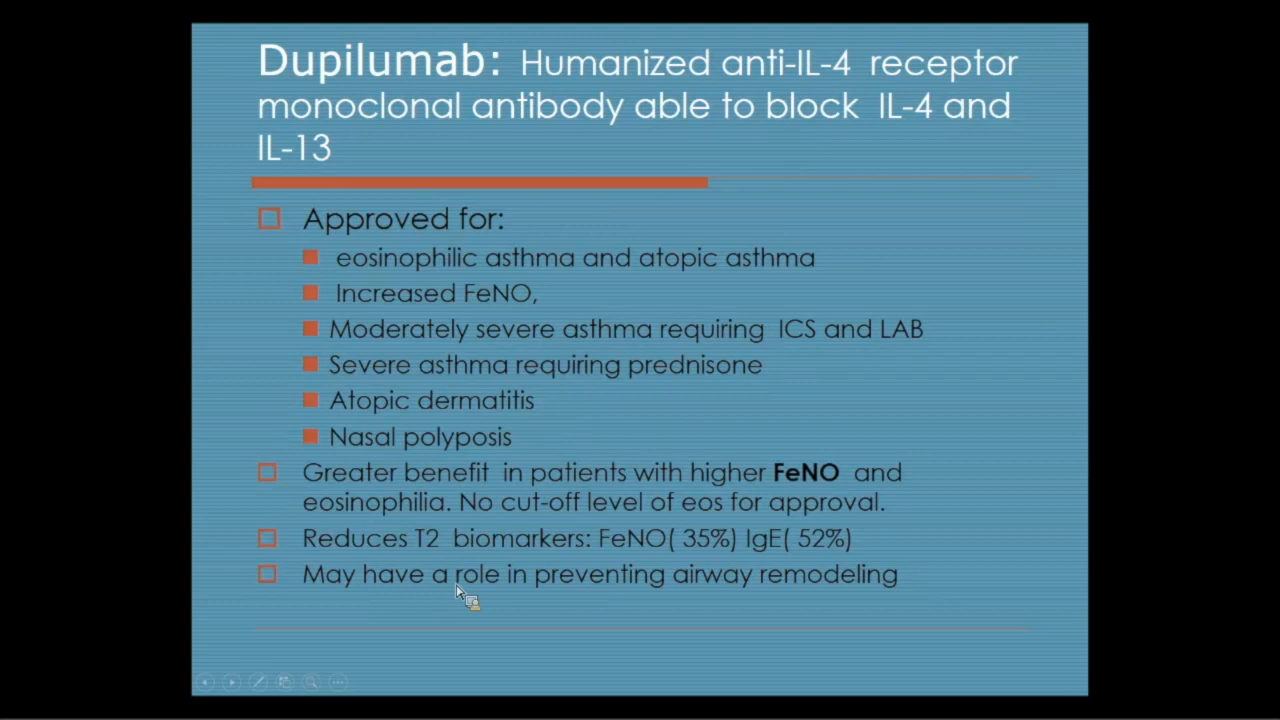 Dupilumab: Humanized anti-IL-4 receptor
monoclonal antibody able to block IL-4 and
IL-13
Approved for:
eosinophilic asthma and atopic asthma
Increased FeNO,
Moderately severe asthma requiring ICS and LAB
Severe asthma requiring prednisone
Atopic dermatitis
Nasal polyposis
Greater benefit in patients with higher FeNO and
eosinophilia. No cut-off level of eos for approval.
Reduces T2 biomarkers: FeNO( 35%) IgE( 52%)
May have a role in preventing airway remodeling